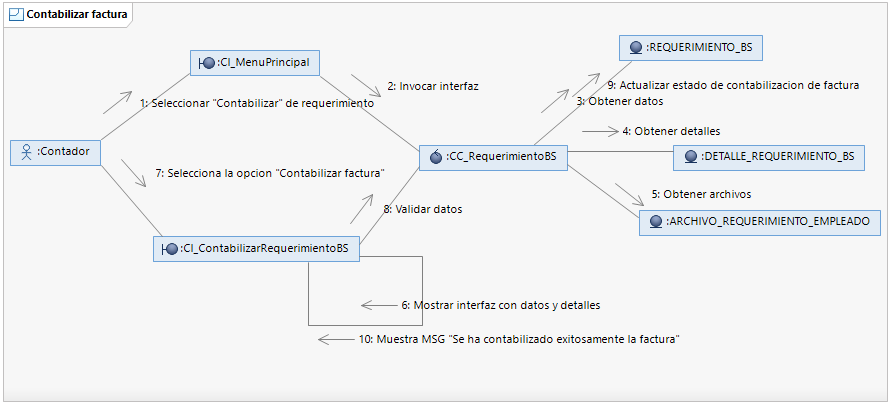 Contabilizar factura
:REQUERIMIENTO_BS
:CI_MenuPrincipal
2: Invocar interfaz
9: Actualizar estado de contabilizacion de factura
1: Seleccionar "Contabilizar" de requerimiento
3: Obtener datos
4: Obtener detalles
:Contador
:CC_RequerimientoBS
:DETALLE_REQUERIMIENTO_BS
7: Selecciona la opcion "Contabilizar factura"
5: Obtener archivos
8: Validar datos
:ARCHIVO_REQUERIMIENTO_EMPLEADO
:CI_ContabilizarRequerimientoBS
6: Mostrar interfaz con datos y detalles
10: Muestra MSG "Se ha contabilizado exitosamente la factura"